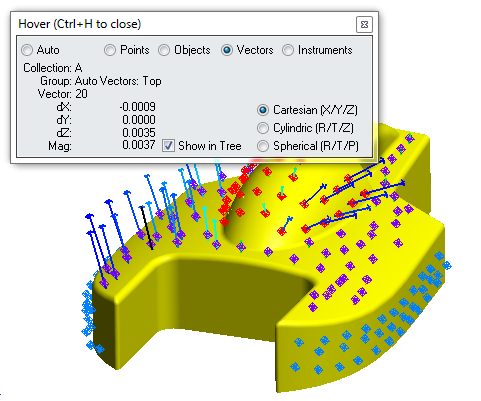 Hover (Ctrl+H to close)
Auto Points Objects Vectors Instruments
Collection: A
Group: Auto Vectors: Top
Vector: 20
dX: -0.0009 Cartesian (X/Y/Z)
dY: 0.0000 Cylindric (R/T/Z)
dZ: 0.0035
Mag: 0.0037 Show in Tree Spherical (R/T/P)